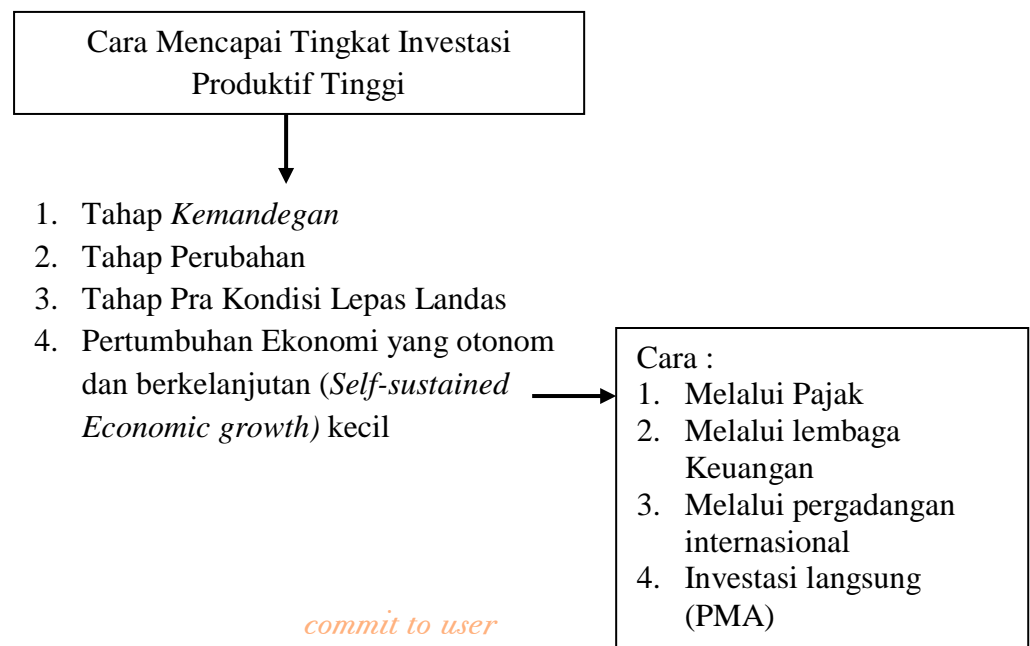 Cara Mencapai Tingkat Investasi
Produktif Tinggi
1. Tahap Kemandegan
2. Tahap Perubahan
3. Tahap Pra Kondisi Lepas Landas
4. Pertumbuhan Ekonomi yang otonom
dan berkelanjutan (Self-sustained
Economic growth) kecil
Cara :
1. Melalui Pajak
2. Melalui lembaga
Keuangan
3. Melalui pergadangan
internasional
4. Investasi langsung
(PMA)
commit to user